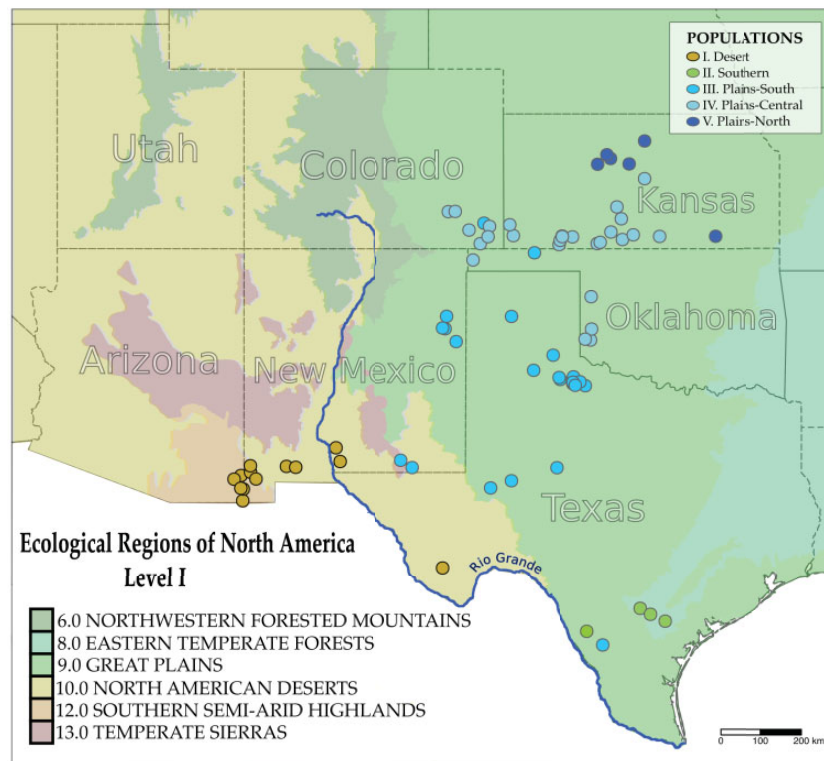 POPULATIONS
I. Desert
II. Southern
III. Plains-South
IV. Plains-Central
V. Plairs-North
Utah
Colorado
Kansas
Arizona
New Mexico
Oklahoma
Texas
Rio Grande
Ecological Regions of North America
Level I
6.0 NORTHWESTERN FORESTED MOUNTAINS
8.0 EASTERN TEMPERATE FORESTS
9.0 GREAT PLAINS
10.0 NORTH AMERICAN DESERTS
12.0 SOUTHERN SEMI-ARID HIGHLANDS
13.0 TEMPERATE SIERRAS
0 100 200 km